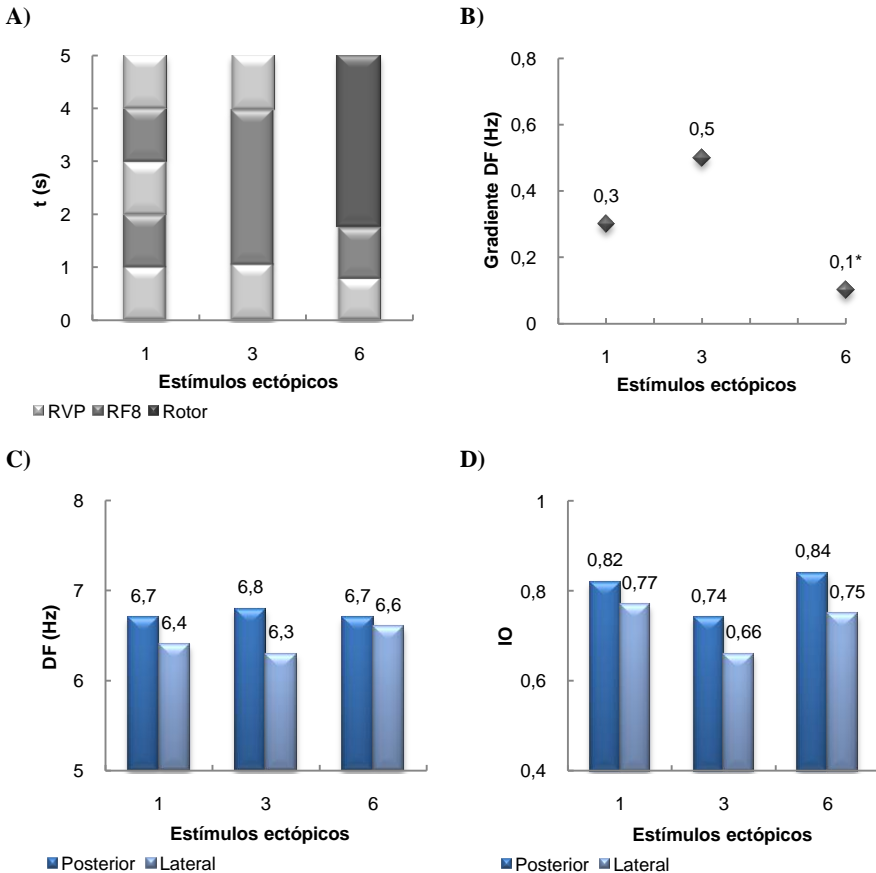 A)
5
4
3
2
1
0
t (s)
1 3 6
Estímulos ectópicos
RVP RF8 Rotor
B)
0,8
0,6
0,4
0,2
0
Gradiente DF (Hz)
0,3
0,5
0,1*
1 3 6
Estímulos ectópicos
C)
8
7
6
5
DF (Hz)
6,7 6,4 6,8 6,3 6,7 6,6
1 3 6
Estímulos ectópicos
Posterior Lateral
D)
1
0,8
0,6
0,4
IO
0,82 0,77 0,74 0,66 0,84 0,75
1 3 6
Estímulos ectópicos
Posterior Lateral